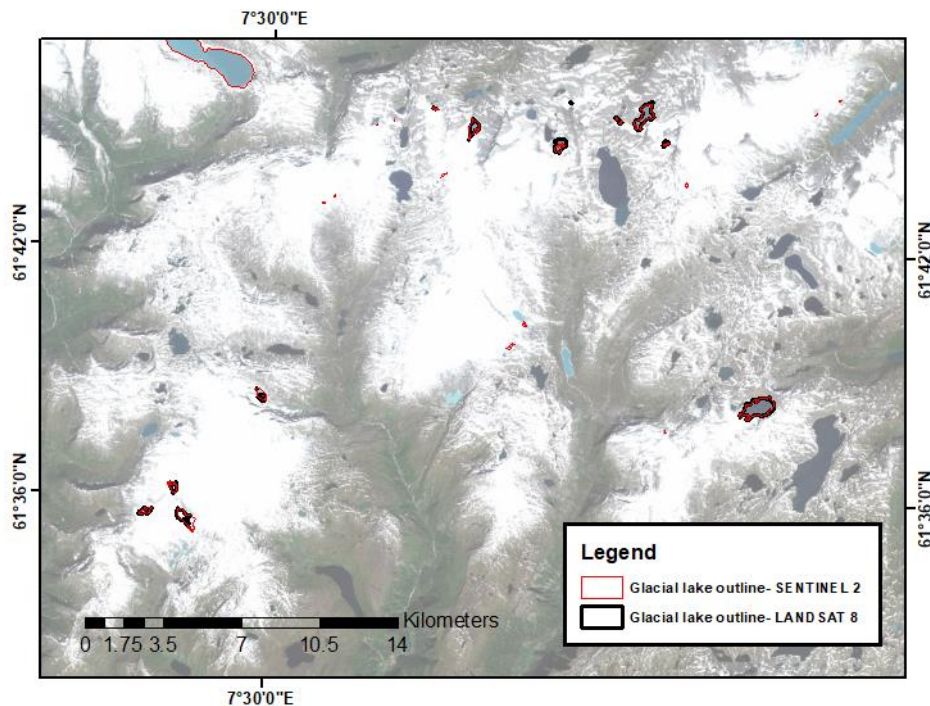 7°30'0"E
61°42'0"N
61°42'0"N
61°36'0"N
61°36'0"N
Legend
Glacial lake outline- SENTINEL 2
Glacial lake outline- LANDSAT 8
Kilometers
0 1.75 3.5 7 10.5 14
7°30'0"E